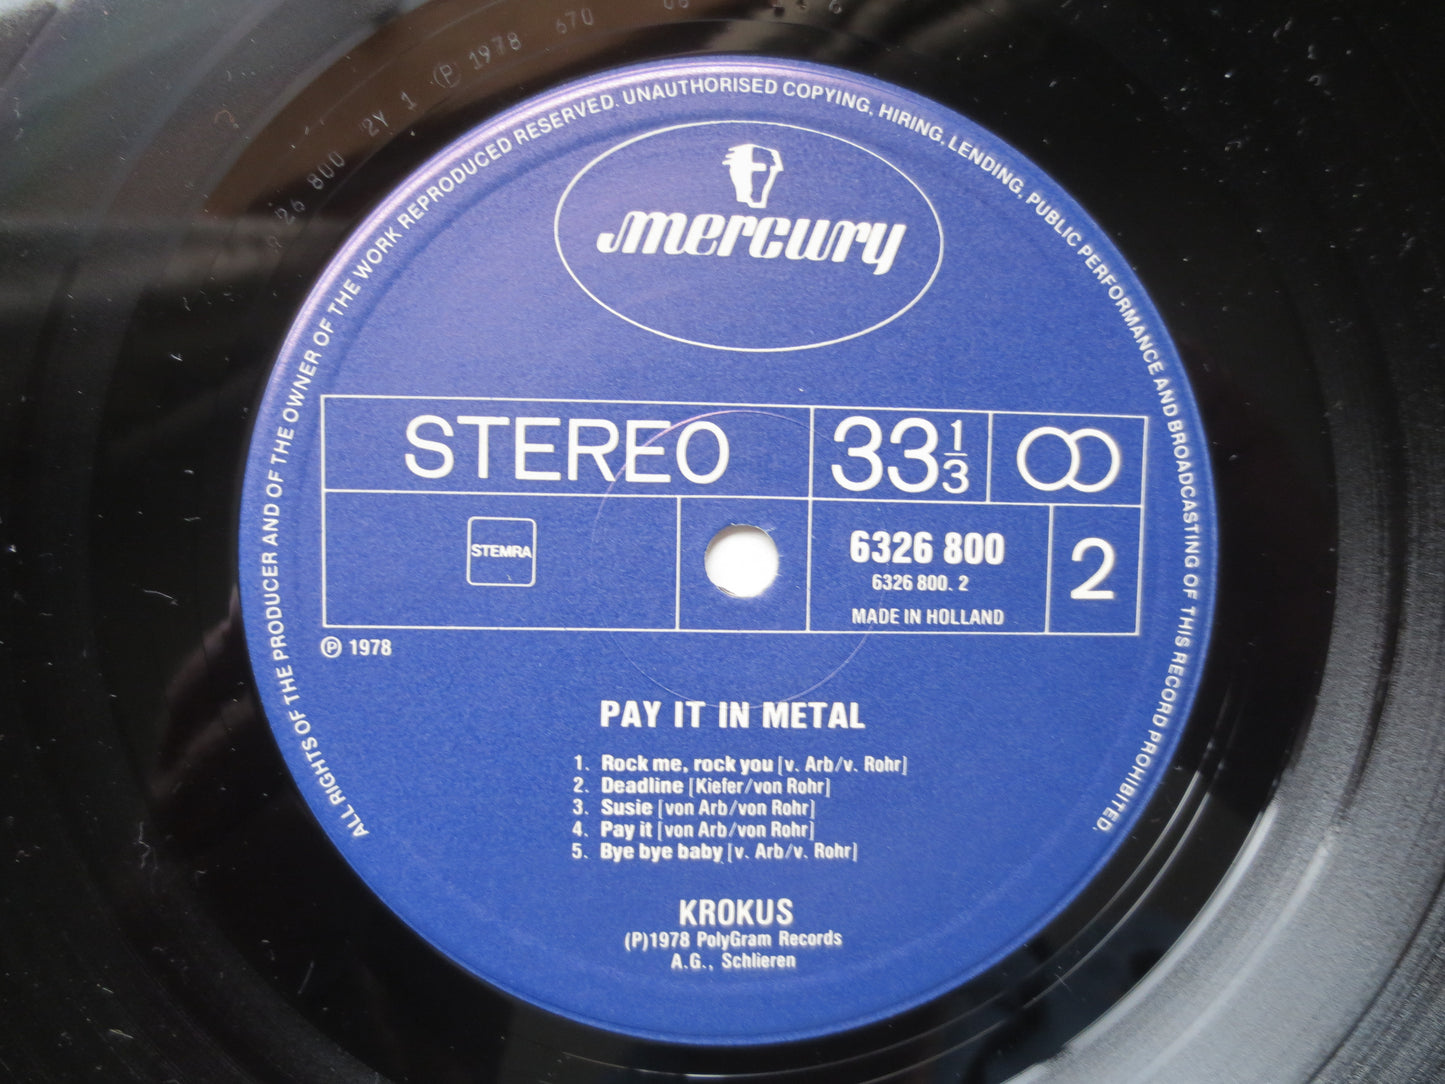 26 800 2Y 1 Ⓟ 1978 670
ALL RIGHTS OF THE PRODUCER AND OF THE OWNER OF THE WORK REPRODUCED RESERVED. UNAUTHORISED COPYING, HIRING, LENDING, PUBLIC PERFORMANCE AND BROADCASTING OF THIS RECORD PROHIBITED.
mercury
STEREO
33 1/3
STEMRA
6326 800
6326 800. 2
MADE IN HOLLAND
2
Ⓟ 1978
PAY IT IN METAL
1. Rock me, rock you [v. Arb/v. Rohr]
2. Deadline [Kiefer/von Rohr]
3. Susie [von Arb/von Rohr]
4. Pay it [von Arb/von Rohr]
5. Bye bye baby [v. Arb/v. Rohr]
KROKUS
(P)1978 PolyGram Records
A.G., Schlieren